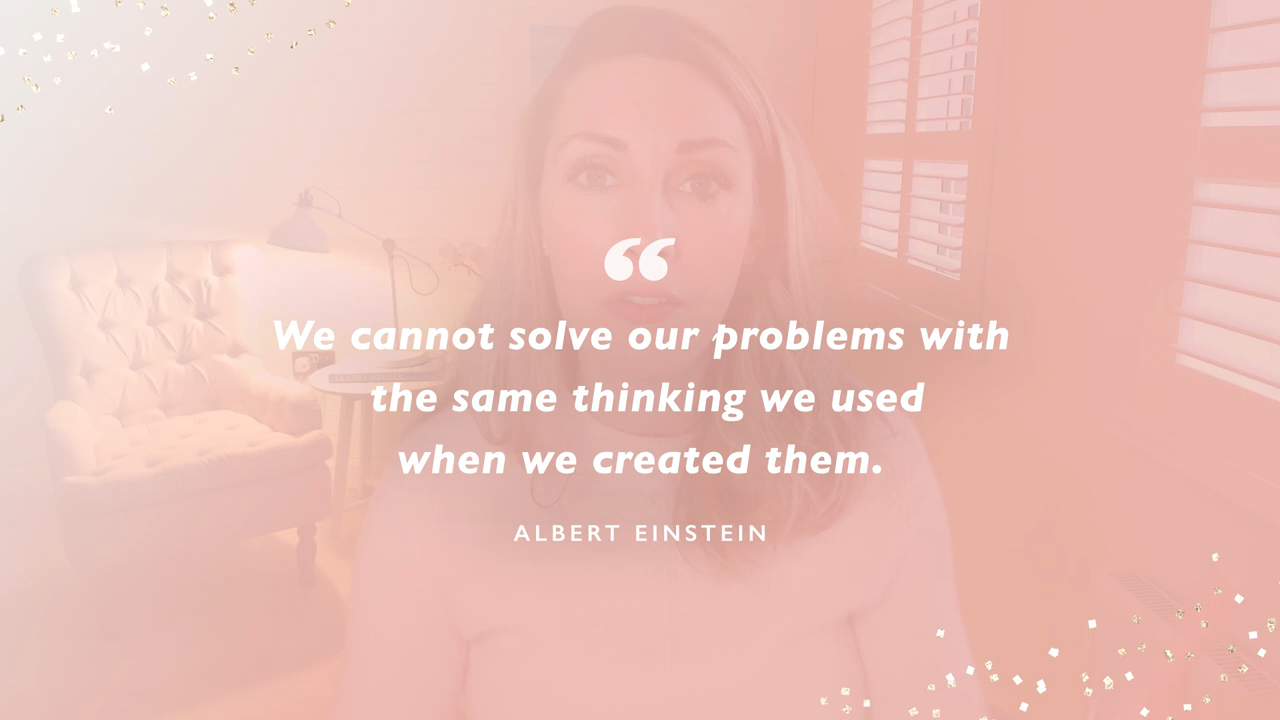 “
We cannot solve our problems with
the same thinking we used
when we created them.
ALBERT EINSTEIN